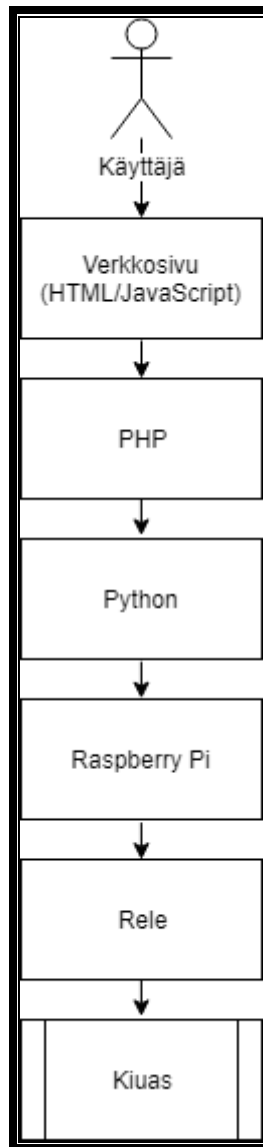 Käyttäjä
Verkkosivu
(HTML/JavaScript)
PHP
Python
Raspberry Pi
Rele
Kiuas